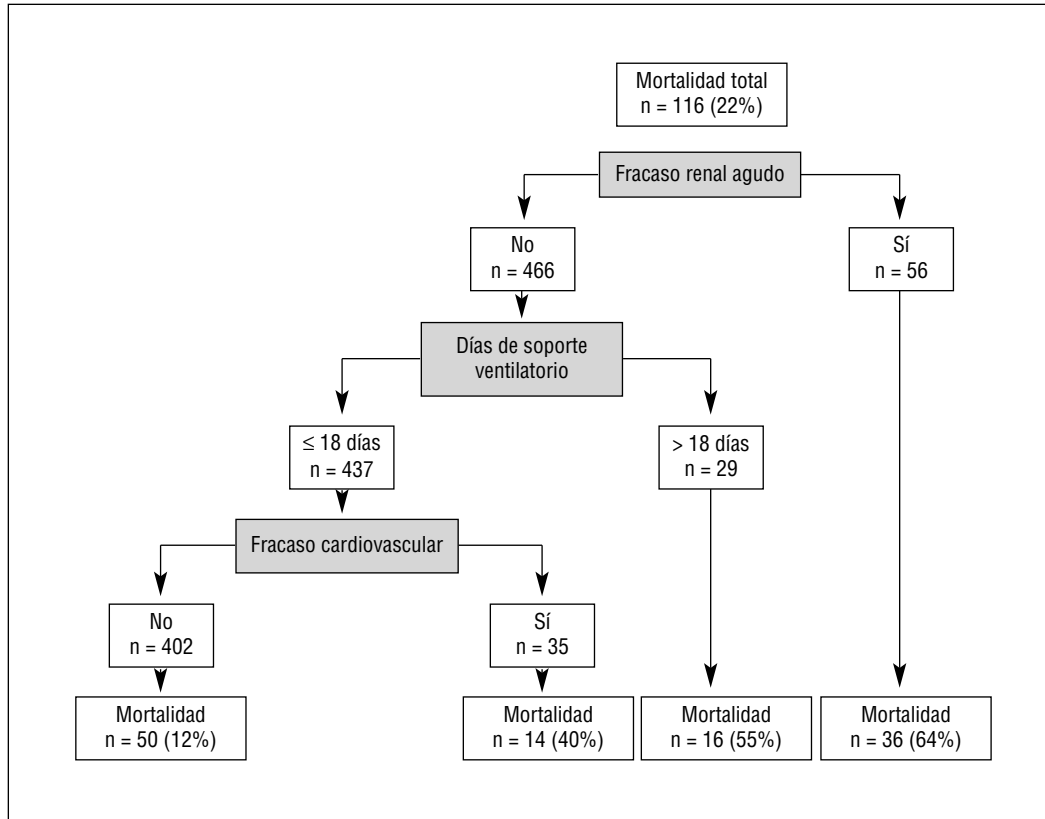 Mortalidad total
n = 116 (22%)
Fracaso renal agudo
No
n = 466
Sí
n = 56
Días de soporte
ventilatorio
≤ 18 días
n = 437
> 18 días
n = 29
Fracaso cardiovascular
No
n = 402
Sí
n = 35
Mortalidad
n = 50 (12%)
Mortalidad
n = 14 (40%)
Mortalidad
n = 16 (55%)
Mortalidad
n = 36 (64%)